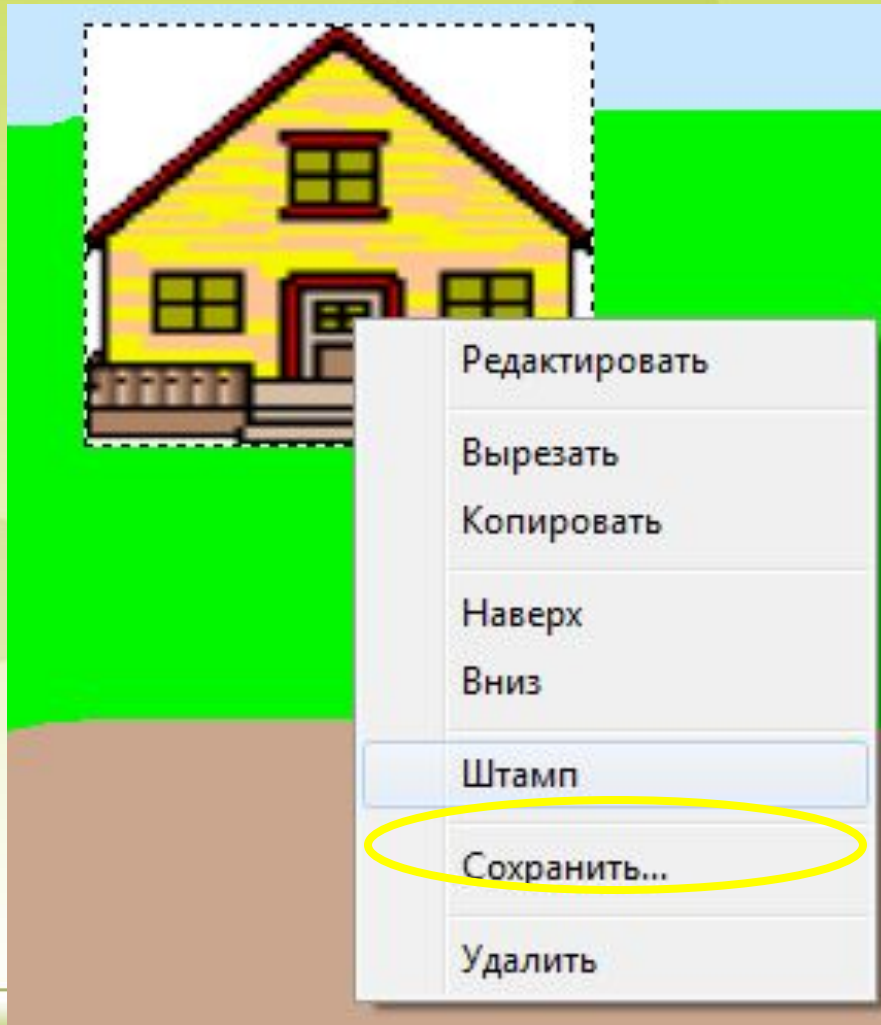 Редактировать
Вырезать
Копировать
Наверх
Вниз
Штамп
Сохранить...
Удалить